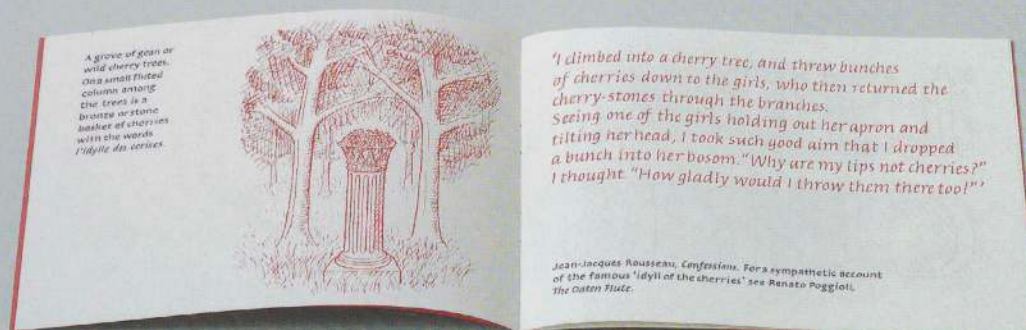 A grove of gean or
wild cherry trees.
On a small fluted
column among
the trees is a
bronze or stone
basket of cherries
with the words
l'idylle des cerises.
'I climbed into a cherry tree, and threw bunches
of cherries down to the girls, who then returned the
cherry-stones through the branches.
Seeing one of the girls holding out her apron and
tilting her head, I took such good aim that I dropped
a bunch into her bosom. "Why are my lips not cherries?"
I thought. "How gladly would I throw them there too!"'
Jean-Jacques Rousseau, Confessions. For a sympathetic account
of the famous 'idyll of the cherries' see Renato Poggioli,
The Oaten Flute.